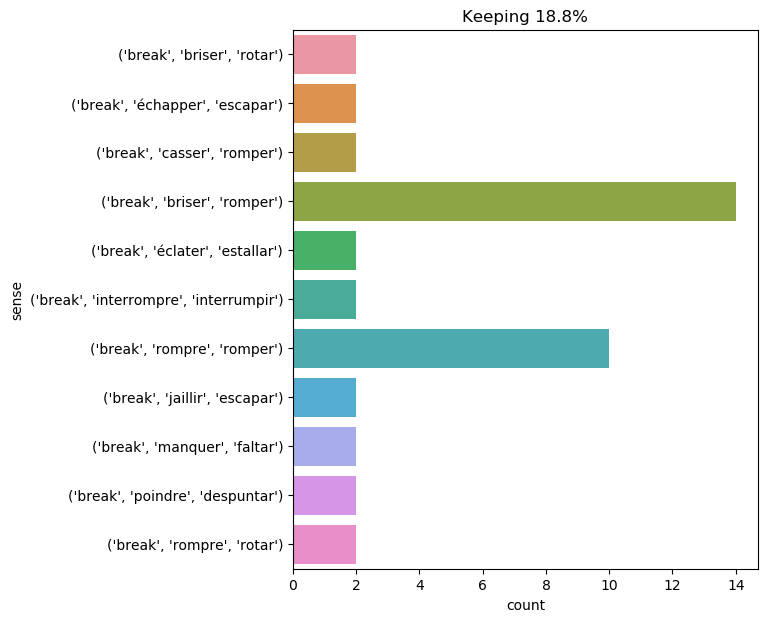 Keeping 18.8%
('break', 'briser', 'rotar')
('break', 'échapper', 'escapar')
('break', 'casser', 'romper')
('break', 'briser', 'romper')
('break', 'éclater', 'estallar')
('break', 'interrompre', 'interrumpir')
('break', 'rompre', 'romper')
('break', 'jaillir', 'escapar')
('break', 'manquer', 'faltar')
('break', 'poindre', 'despuntar')
('break', 'rompre', 'rotar')
sense
0 2 4 6 8 10 12 14
count